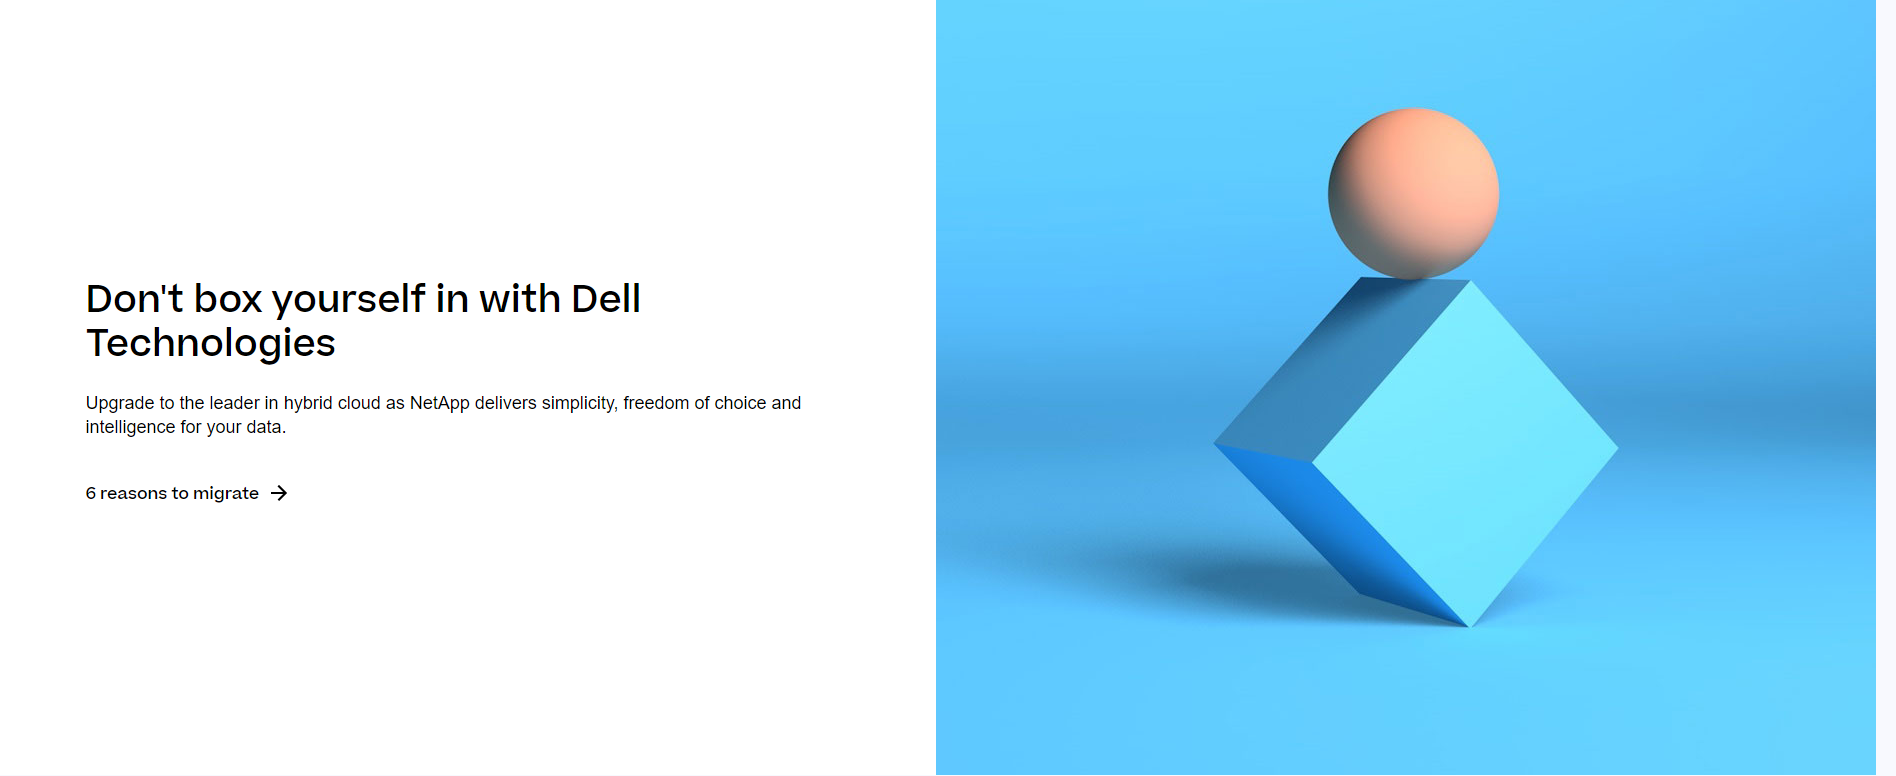 Don't box yourself in with Dell
Technologies
Upgrade to the leader in hybrid cloud as NetApp delivers simplicity, freedom of choice and
intelligence for your data.
6 reasons to migrate